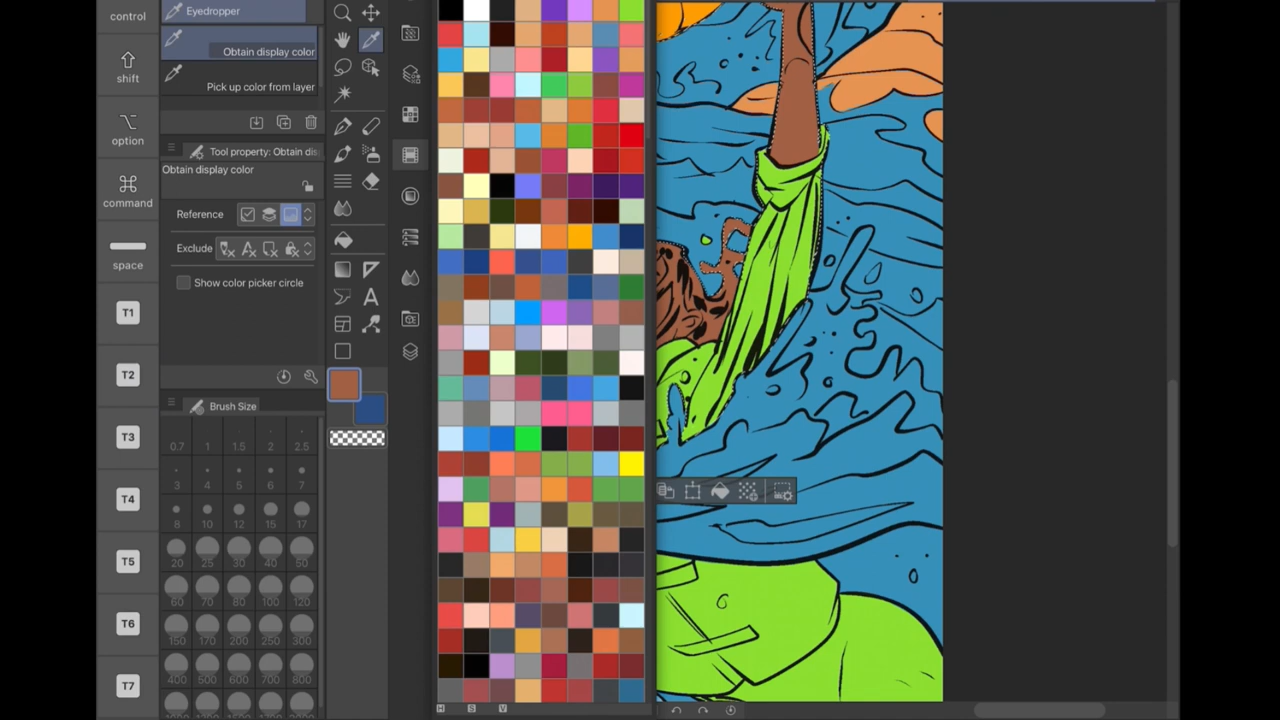 control
shift
option
command
space
T1
T2
T3
T4
T5
T6
T7
Eyedropper
Obtain display color
Pick up color from layer
Tool property: Obtain dis
Obtain display color
Reference
Exclude
Show color picker circle
Brush Size
0.7 1 1.5 2 2.5
3 4 5 6 7
8 10 12 15 17
20 25 30 40 50
60 70 80 100 120
150 170 200 250 300
400 500 600 700 800
H S V